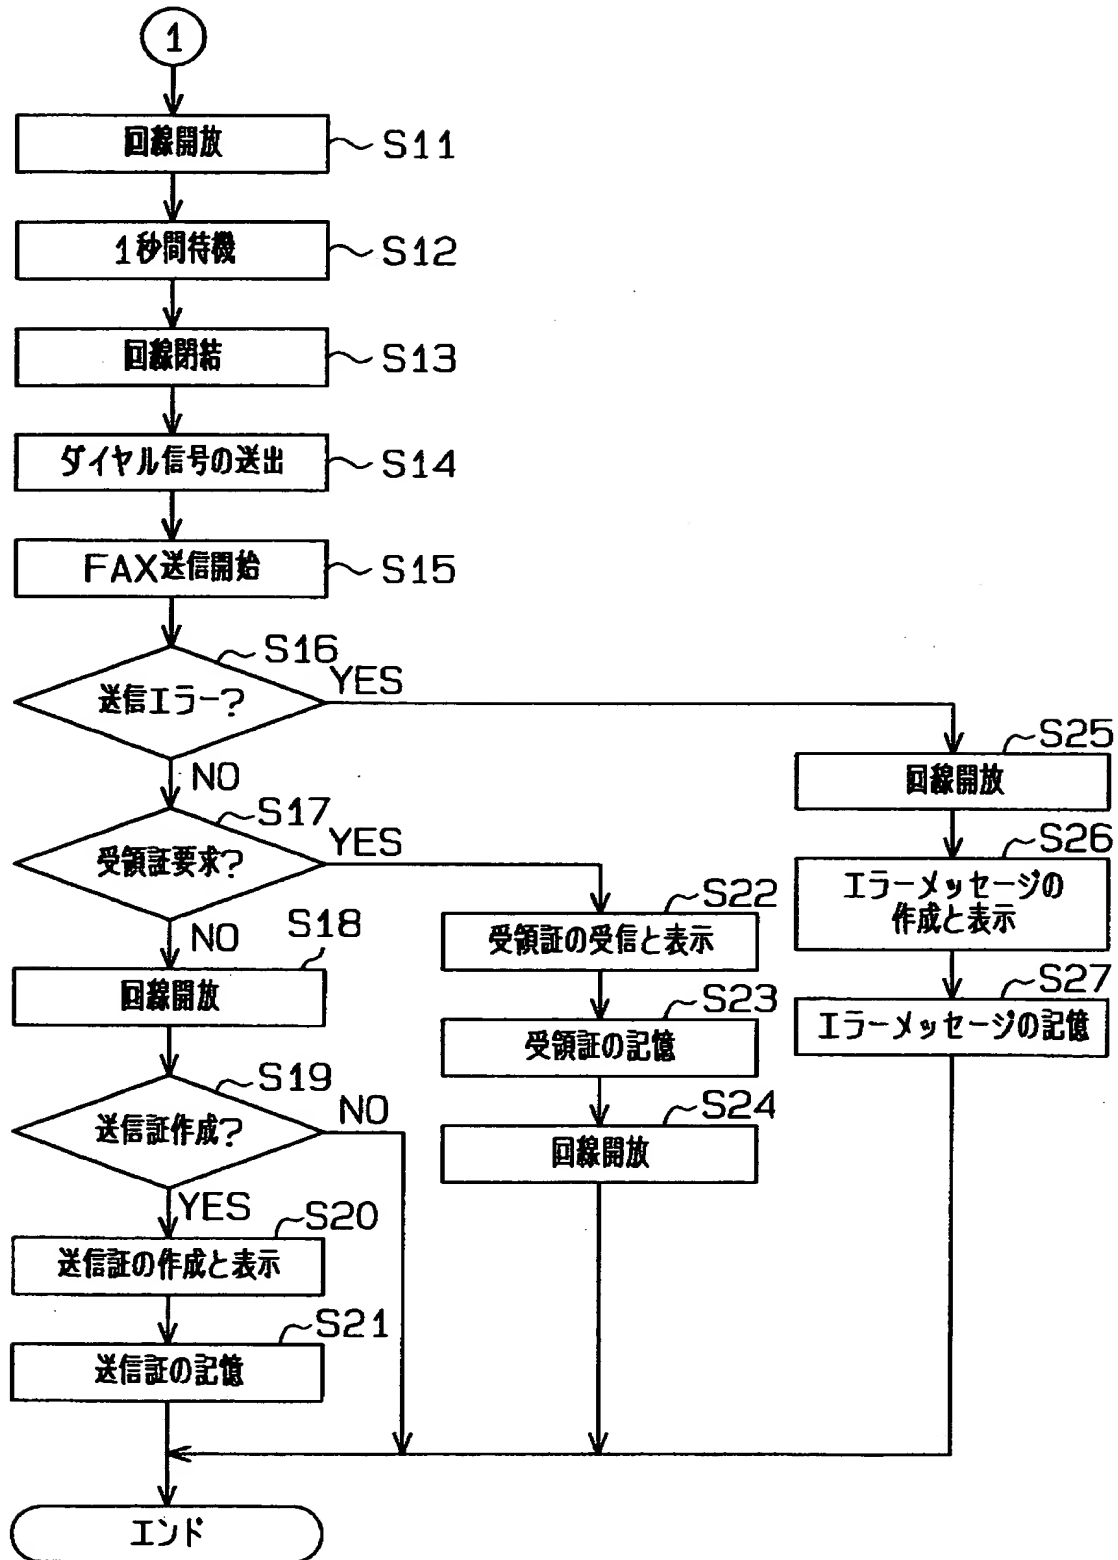 1
回線開放
S11
1秒間待機
S12
回線閉結
S13
ダイヤル信号の送出
S14
FAX送信開始
S15
S16
送信エラー?
YES
NO
S17
受領証要求?
YES
NO
S18
回線開放
S19
送信証作成?
NO
YES
S20
送信証の作成と表示
S21
送信証の記憶
S22
受領証の受信と表示
S23
受領証の記憶
S24
回線開放
S25
回線開放
S26
エラーメッセージの
作成と表示
S27
エラーメッセージの記憶
エンド